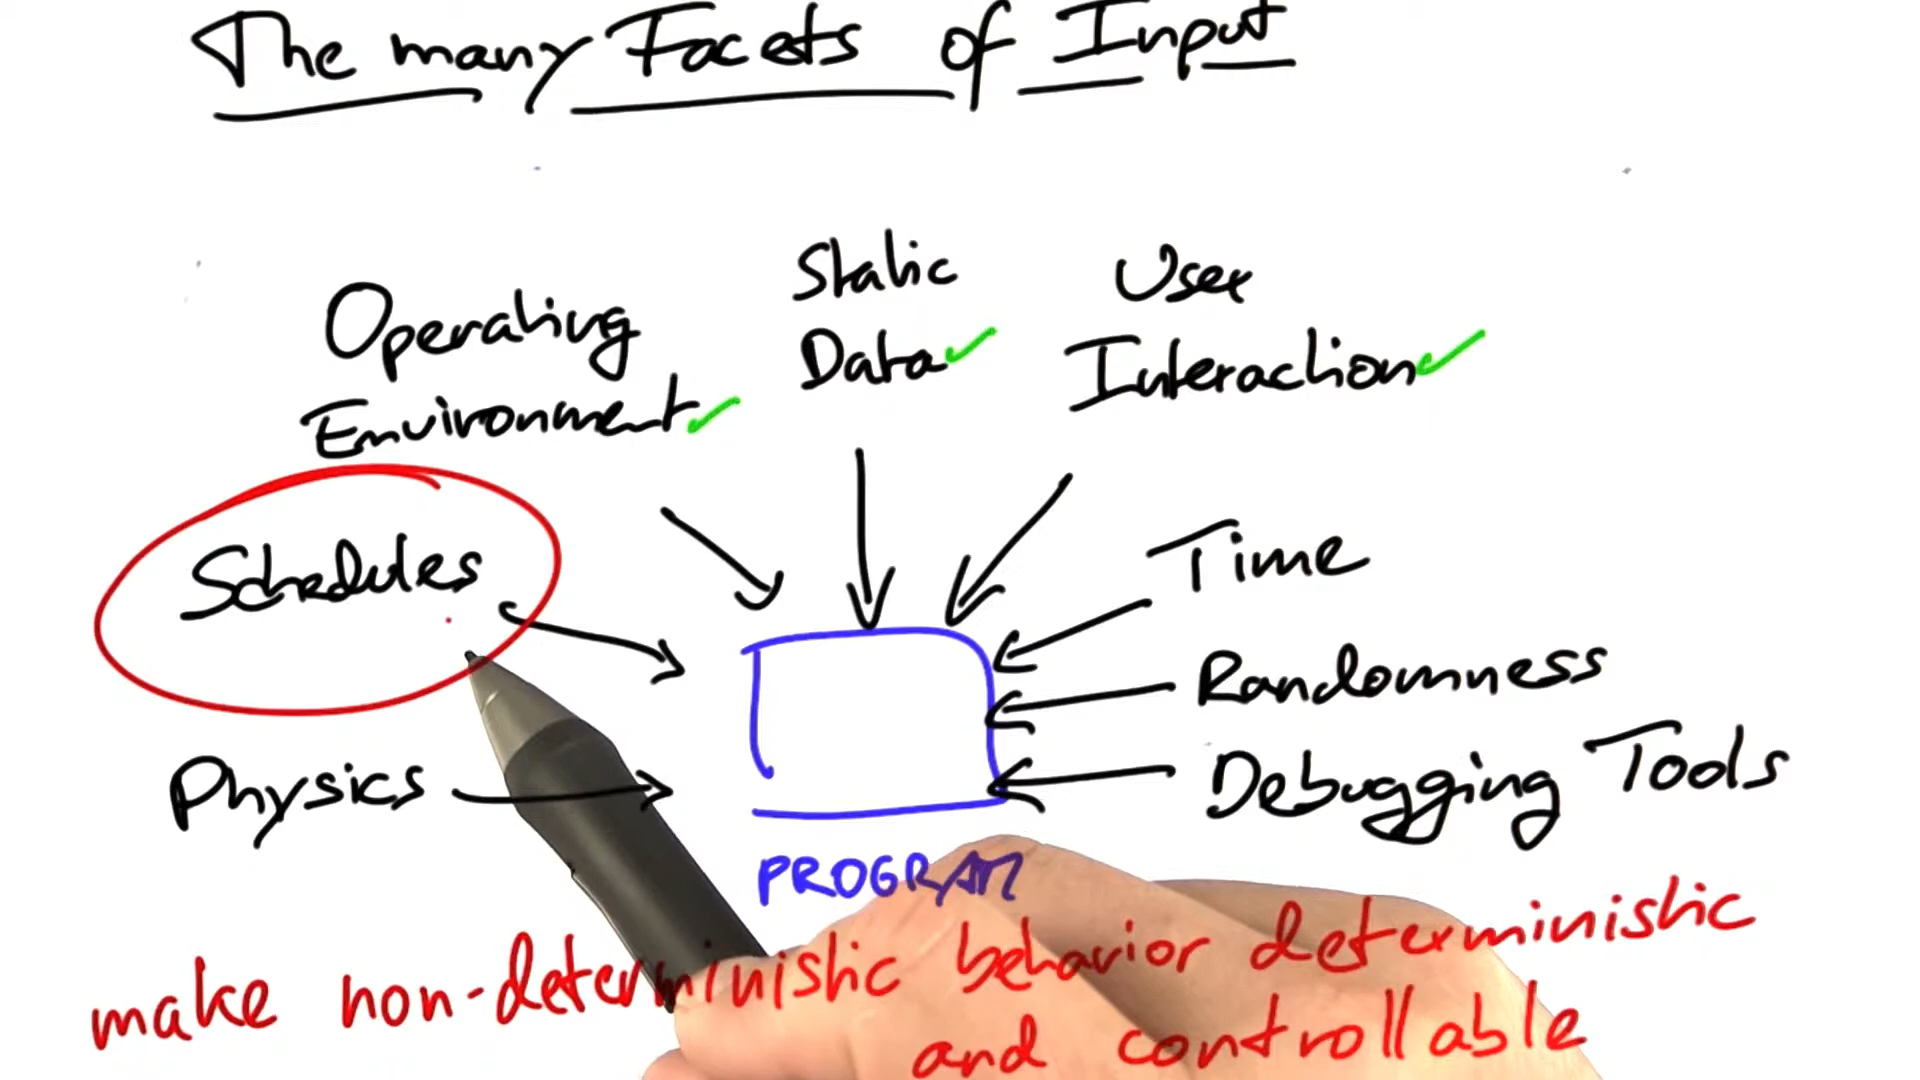 The many Facets of Input
Static
Data
User
Interaction
Operating
Environment
Schedules
Time
Randomness
Physics
Debugging Tools
PROGRAM
make non-deterministic behavior deterministic
and controllable